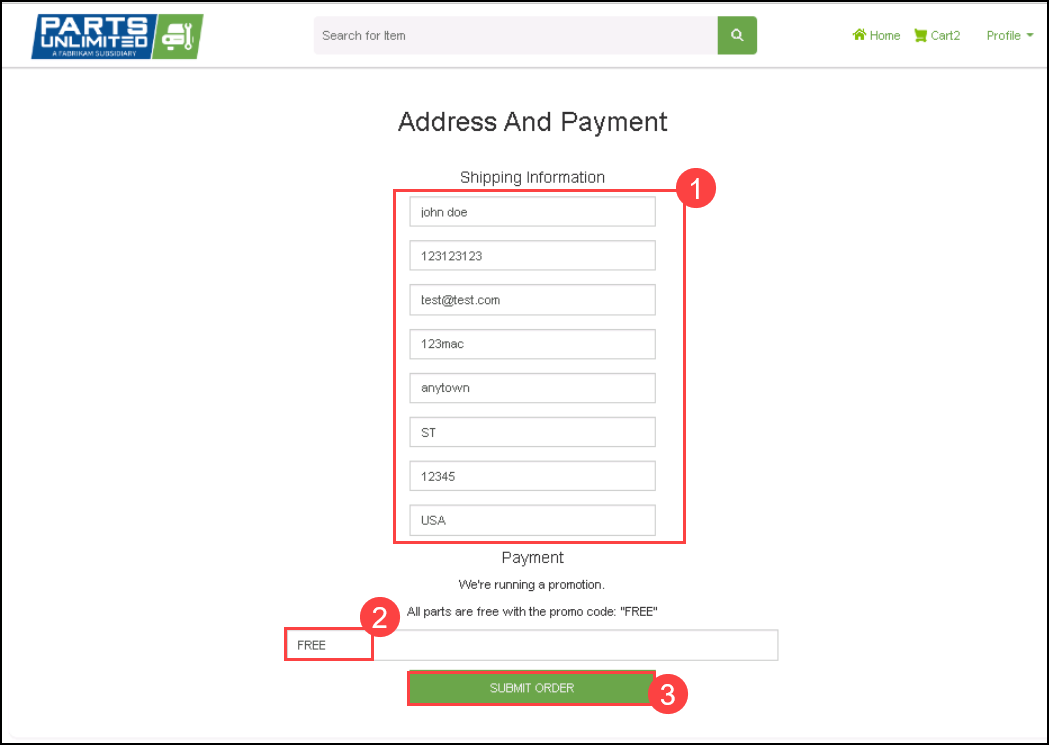 PARTS
UNLIMITED
A FABRIKAM SUBSIDIARY
Search for Item
Home
Cart2
Profile
Address And Payment
Shipping Information
1
john doe
123123123
test@test.com
123mac
anytown
ST
12345
USA
Payment
We're running a promotion.
All parts are free with the promo code: "FREE"
2
FREE
SUBMIT ORDER
3